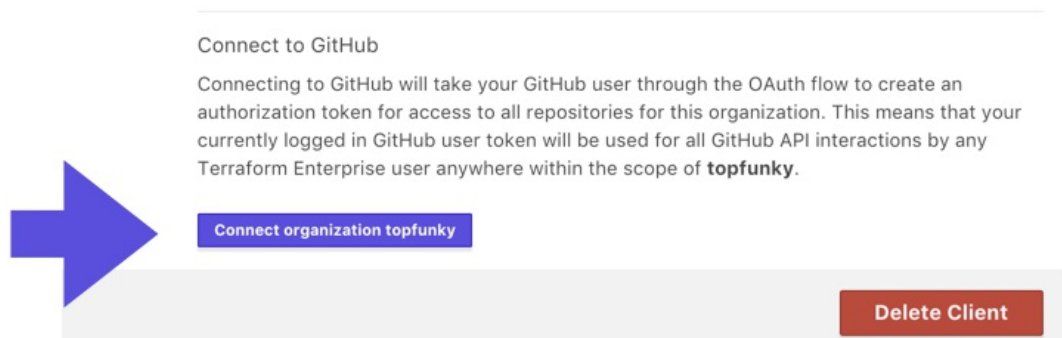 Connect to GitHub
Connecting to GitHub will take your GitHub user through the OAuth flow to create an
authorization token for access to all repositories for this organization. This means that your
currently logged in GitHub user token will be used for all GitHub API interactions by any
Terraform Enterprise user anywhere within the scope of topfunky.
Connect organization topfunky
Delete Client